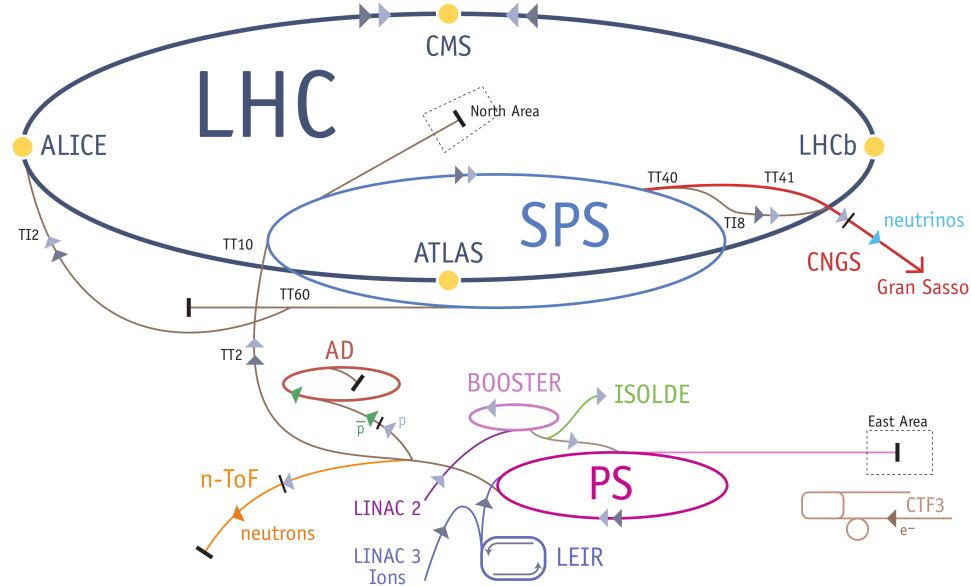 CMS
LHC
North Area
ALICE
LHCb
TT40
TT41
SPS
TI8
neutrinos
TI2
TT10
ATLAS
CNGS
Gran Sasso
TT60
TT2
AD
BOOSTER
ISOLDE
p
p̅
East Area
n-ToF
PS
LINAC 2
CTF3
neutrons
e⁻
LINAC 3
Ions
LEIR